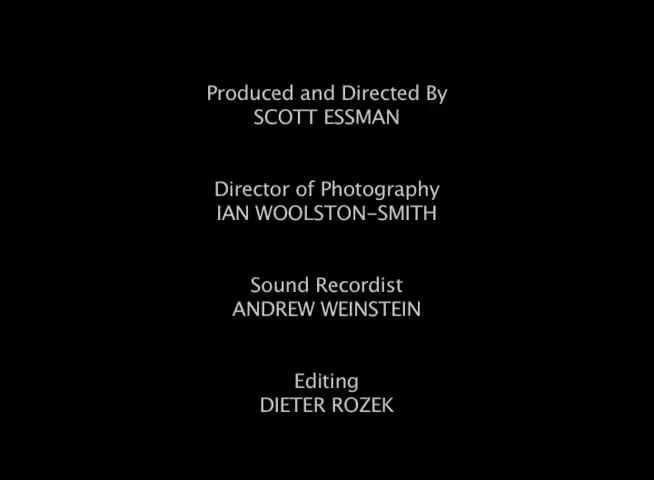 Produced and Directed By
SCOTT ESSMAN
Director of Photography
IAN WOOLSTON-SMITH
Sound Recordist
ANDREW WEINSTEIN
Editing
DIETER ROZEK